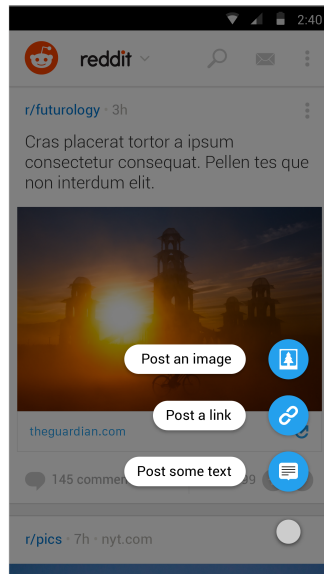 2:40
reddit
r/futurology · 3h
Cras placerat tortor a ipsum
consectetur consequat. Pellen tes que
non interdum elit.
Post an image
Post a link
theguardian.com
Post some text
145
r/pics · 7h · nyt.com